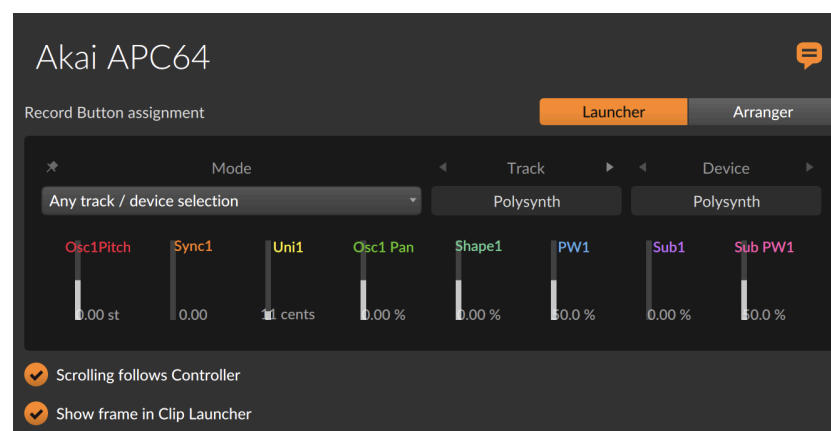 Akai APC64
Record Button assignment Launcher Arranger
Mode Track Device
Any track / device selection Polysynth Polysynth
Osc1Pitch Sync1 Uni1 Osc1 Pan Shape1 PW1 Sub1 Sub PW1
0.00 st 0.00 11 cents 0.00 % 0.00 % 50.0 % 0.00 % 50.0 %
Scrolling follows Controller
Show frame in Clip Launcher